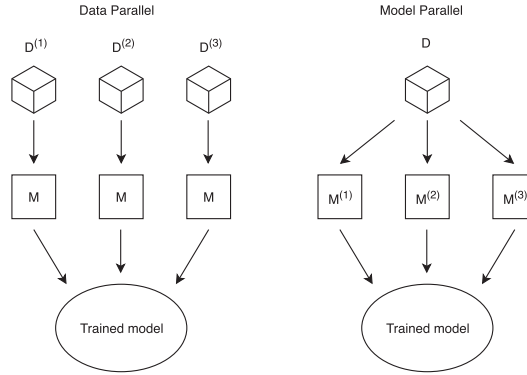 Data Parallel
D(1) D(2) D(3)
M M M
Trained model
Model Parallel
D
M(1) M(2) M(3)
Trained model